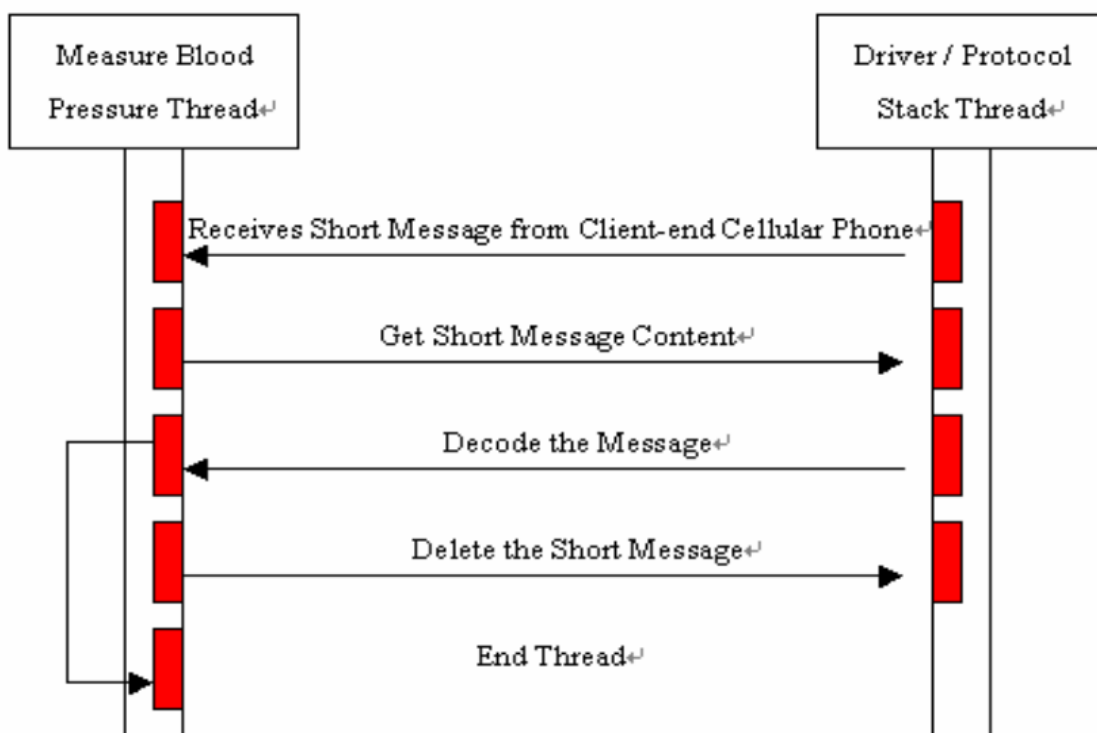 Measure Blood
Pressure Thread↵
Driver / Protocol
Stack Thread↵
Receives Short Message from Client-end Cellular Phone↵
Get Short Message Content↵
Decode the Message↵
Delete the Short Message↵
End Thread↵